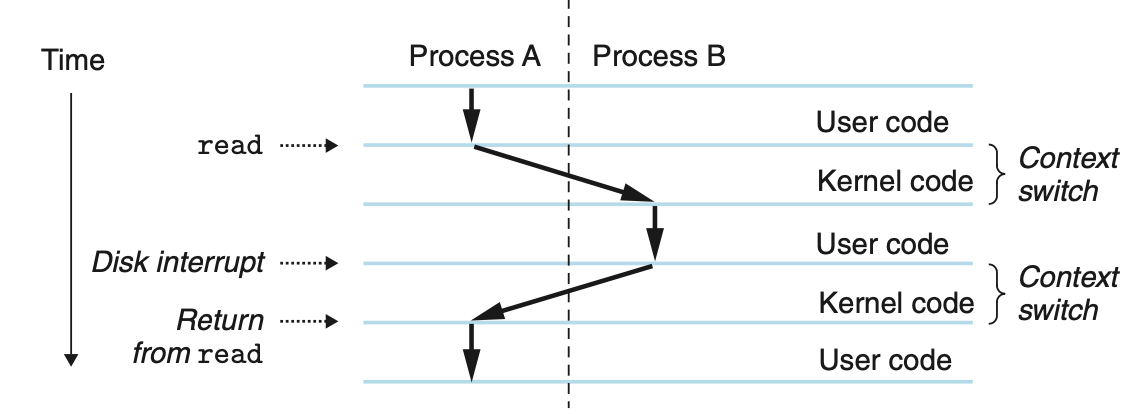 Time
Process A
Process B
User code
read
Kernel code
Context
switch
User code
Disk interrupt
Kernel code
Context
switch
Return
from read
User code